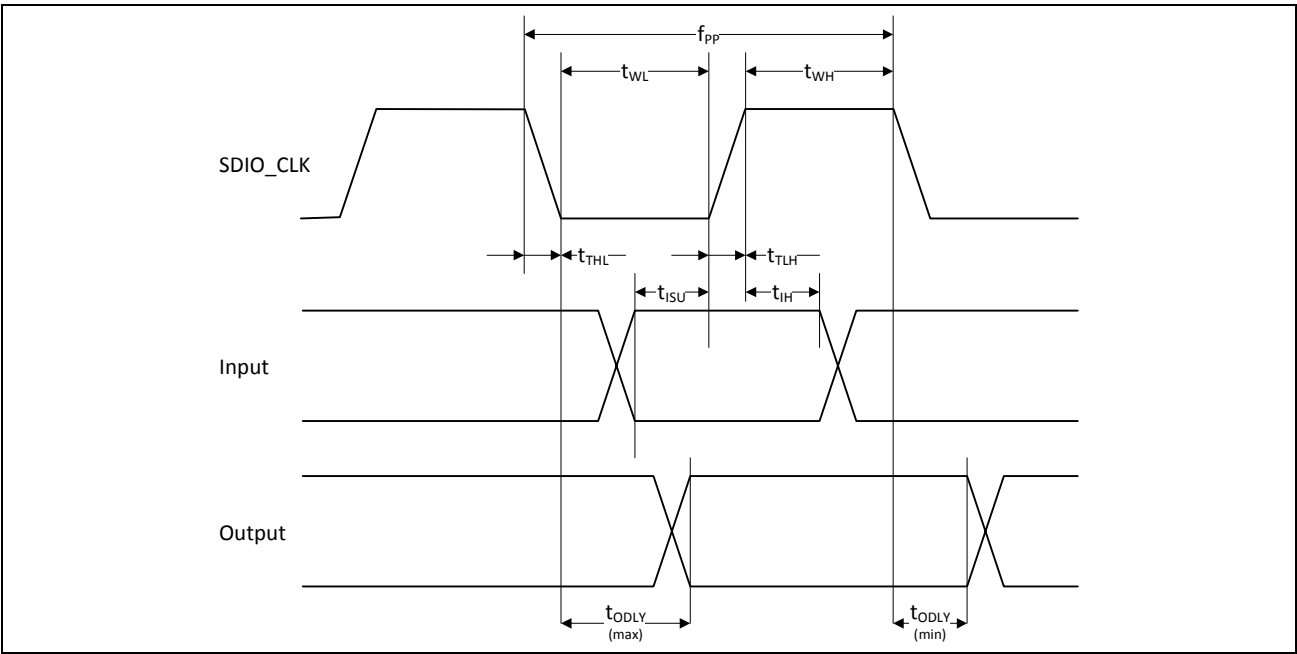 fPP
tWL
tWH
SDIO_CLK
tTHL
tTLH
tISU
tIH
Input
Output
tODLY
(max)
tODLY
(min)